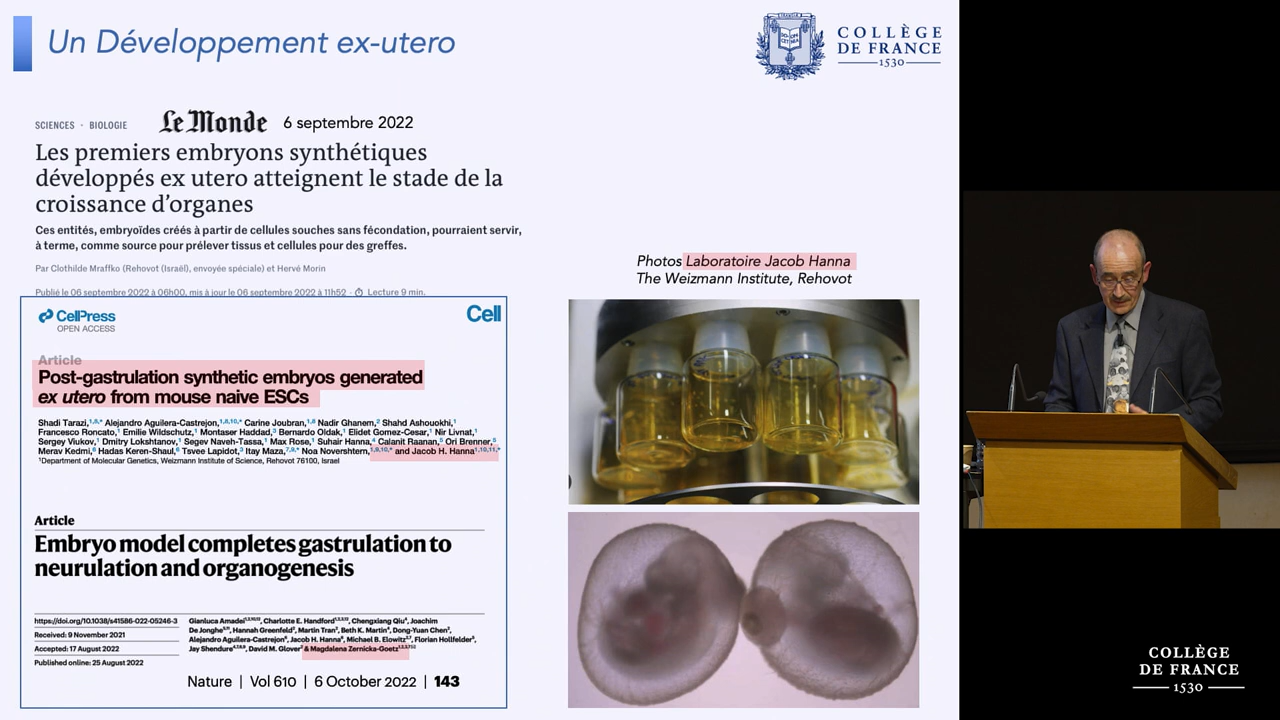 Un Développement ex-utero
COLLÈGE
DE FRANCE
1530
SCIENCES · BIOLOGIE
Le Monde 6 septembre 2022
Les premiers embryons synthétiques
développés ex utero atteignent le stade de la
croissance d'organes
Ces entités, embryoïdes créés à partir de cellules souches sans fécondation, pourraient servir,
à terme, comme source pour prélever tissus et cellules pour des greffes.
Par Clothilde Mraffko (Rehovot (Israël), envoyée spéciale) et Hervé Morin
Publié le 06 septembre 2022 à 06h00, mis à jour le 06 septembre 2022 à 11h52 · Lecture 9 min.
CellPress
OPEN ACCESS
Cell
Article
Post-gastrulation synthetic embryos generated
ex utero from mouse naive ESCs
Shadi Tarazi, Alejandro Aguilera-Castrejon, Carine Joubran, Nadir Ghanem, Shahd Ashouokhi,
Francesco Roncato, Emilie Wildschutz, Montaser Haddad, Bernardo Oldak, Elidet Gomez-Cesar, Nir Livnat,
Sergey Viukov, Dmitry Lokshtanov, Segev Naveh-Tassa, Max Rose, Suhair Hanna, Calanit Raanan, Ori Brenner,
Merav Kedmi, Hadas Keren-Shaul, Tsvee Lapidot, Itay Maza, Noa Novershtern, and Jacob H. Hanna
¹Department of Molecular Genetics, Weizmann Institute of Science, Rehovot 76100, Israel
Article
Embryo model completes gastrulation to
neurulation and organogenesis
https://doi.org/10.1038/s41586-022-05246-3
Received: 9 November 2021
Accepted: 17 August 2022
Published online: 25 August 2022
Gianluca Amadei, Charlotte E. Handford, Chengxiang Qiu, Joachim
De Jonghe, Hannah Greenfeld, Martin Tran, Beth K. Martin, Dong-Yuan Chen,
Alejandro Aguilera-Castrejon, Jacob H. Hanna, Michael B. Elowitz, Florian Hollfelder,
Jay Shendure, David M. Glover & Magdalena Zernicka-Goetz
Nature | Vol 610 | 6 October 2022 | 143
Photos Laboratoire Jacob Hanna
The Weizmann Institute, Rehovot
COLLÈGE
DE FRANCE
1530